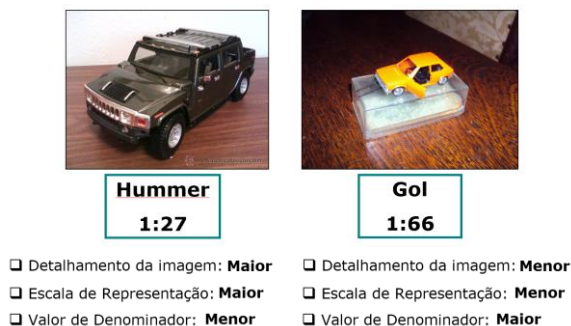 Hummer
1:27
❑ Detalhamento da imagem: Maior
❑ Escala de Representação: Maior
❑ Valor de Denominador: Menor
Gol
1:66
❑ Detalhamento da imagem: Menor
❑ Escala de Representação: Menor
❑ Valor de Denominador: Maior